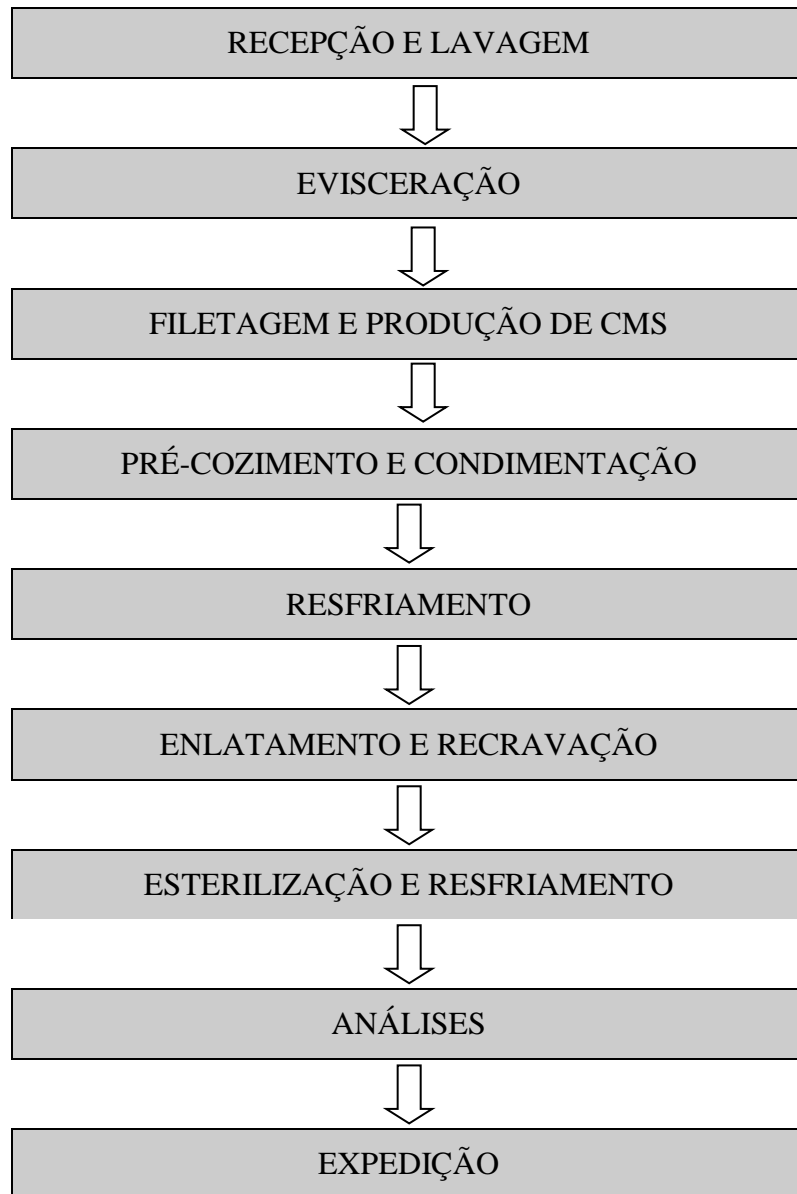 RECEPÇÃO E LAVAGEM
EVISCERAÇÃO
FILETAGEM E PRODUÇÃO DE CMS
PRÉ-COZIMENTO E CONDIMENTAÇÃO
RESFRIAMENTO
ENLATAMENTO E RECRAVAÇÃO
ESTERILIZAÇÃO E RESFRIAMENTO
ANÁLISES
EXPEDIÇÃO